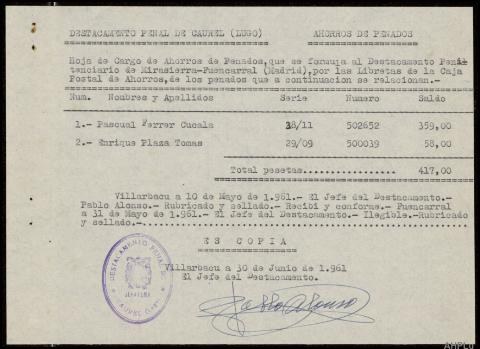 DESTACAMENTO PENAL DE CAUREL (LUGO) AHORROS DE PENADOS
Hoja de Cargo de Ahorros de Penados,que se formula al Destacamento Peni
tenciario de Mirasierra-Fuencarral (Madrid),por las Libretas de la Caja
Postal de Ahorros,de los penados que a continuacion se relacionan.-
Num. Nombres y Apellidos Serie Numero Saldo
1.- Pascual Ferrer Cucala 28/11 502652 359,00
2.- Enrique Plaza Tomas 29/09 500039 58,00
Total pesetas................. 417,00
Villarbacu a 10 de Mayo de 1.961.- El Jefe del Destacamento.-
Pablo Alonso.- Rubricado y sellado.- Recibi y conforme.- Fuencarral
a 31 de Mayo de 1.961.- El Jefe del Destacamento.- Ilegible.-Rubricado
y sellado.-
ES COPIA
Villarbacu a 30 de Junio de 1.961
El Jefe del Destacamento.
DESTACAMENTO PENAL
JEFATURA
Pablo Alonso
AHPLu